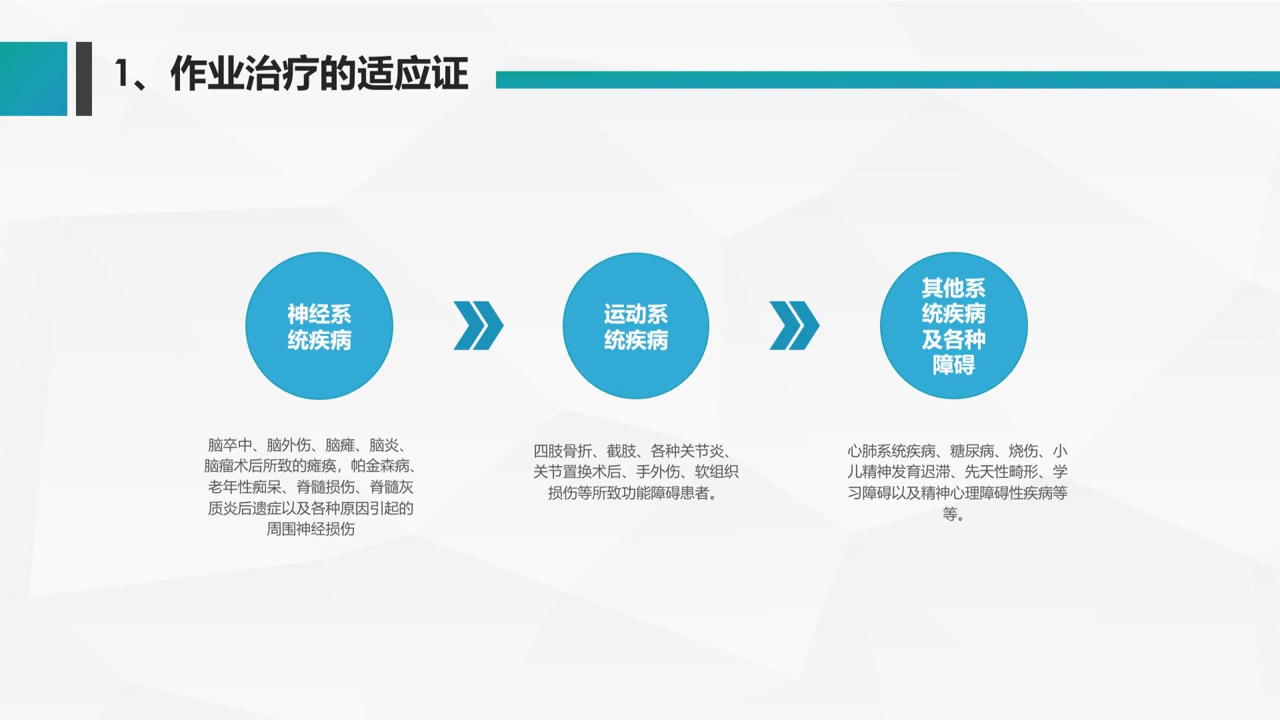 1、作业治疗的适应证
神经系
统疾病
运动系
统疾病
其他系
统疾病
及各种
障碍
脑卒中、脑外伤、脑瘫、脑炎、
脑瘤术后所致的瘫痪，帕金森病、
老年性痴呆、脊髓损伤、脊髓灰
质炎后遗症以及各种原因引起的
周围神经损伤
四肢骨折、截肢、各种关节炎、
关节置换术后、手外伤、软组织
损伤等所致功能障碍患者。
心肺系统疾病、糖尿病、烧伤、小
儿精神发育迟滞、先天性畸形、学
习障碍以及精神心理障碍性疾病等
等。